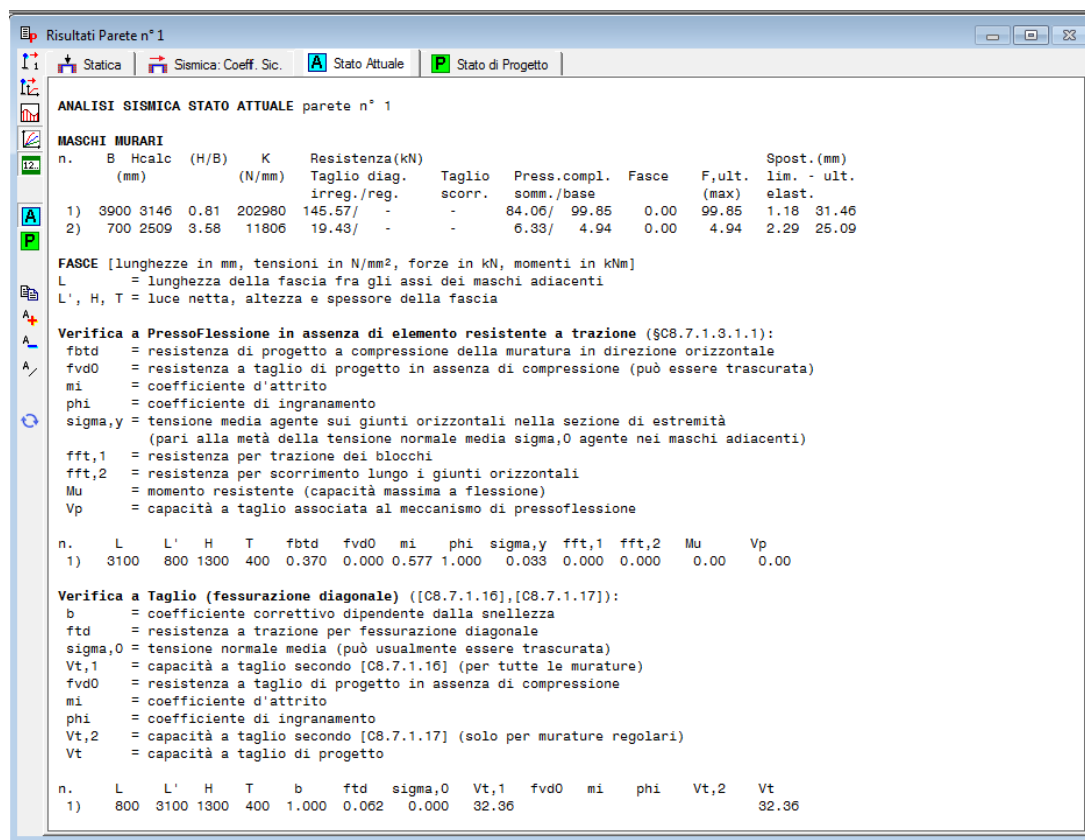 Risultati Parete n° 1
Statica Sismica: Coeff. Sic. A Stato Attuale P Stato di Progetto
ANALISI SISMICA STATO ATTUALE parete n° 1
MASCHI MURARI
n. B Hcalc (H/B) K Resistenza(kN) Spost.(mm)
(mm) (N/mm) Taglio diag. Taglio Press.compl. Fasce F,ult. lim. - ult.
irreg./reg. scorr. somm./base (max) elast.
1) 3900 3146 0.81 202980 145.57/ - - 84.06/ 99.85 0.00 99.85 1.18 31.46
2) 700 2509 3.58 11806 19.43/ - - 6.33/ 4.94 0.00 4.94 2.29 25.09
FASCE [lunghezze in mm, tensioni in N/mm², forze in kN, momenti in kNm]
L = lunghezza della fascia fra gli assi dei maschi adiacenti
L', H, T = luce netta, altezza e spessore della fascia
Verifica a PressoFlessione in assenza di elemento resistente a trazione (§C8.7.1.3.1.1):
fbtd = resistenza di progetto a compressione della muratura in direzione orizzontale
fvd0 = resistenza a taglio di progetto in assenza di compressione (può essere trascurata)
mi = coefficiente d'attrito
phi = coefficiente di ingranamento
sigma,y = tensione media agente sui giunti orizzontali nella sezione di estremità
(pari alla metà della tensione normale media sigma,0 agente nei maschi adiacenti)
fft,1 = resistenza per trazione dei blocchi
fft,2 = resistenza per scorrimento lungo i giunti orizzontali
Mu = momento resistente (capacità massima a flessione)
Vp = capacità a taglio associata al meccanismo di pressoflessione
n. L L' H T fbtd fvd0 mi phi sigma,y fft,1 fft,2 Mu Vp
1) 3100 800 1300 400 0.370 0.000 0.577 1.000 0.033 0.000 0.000 0.00 0.00
Verifica a Taglio (fessurazione diagonale) ([C8.7.1.16],[C8.7.1.17]):
b = coefficiente correttivo dipendente dalla snellezza
ftd = resistenza a trazione per fessurazione diagonale
sigma,0 = tensione normale media (può usualmente essere trascurata)
Vt,1 = capacità a taglio secondo [C8.7.1.16] (per tutte le murature)
fvd0 = resistenza a taglio di progetto in assenza di compressione
mi = coefficiente d'attrito
phi = coefficiente di ingranamento
Vt,2 = capacità a taglio secondo [C8.7.1.17] (solo per murature regolari)
Vt = capacità a taglio di progetto
n. L L' H T b ftd sigma,0 Vt,1 fvd0 mi phi Vt,2 Vt
1) 800 3100 1300 400 1.000 0.062 0.000 32.36 32.36